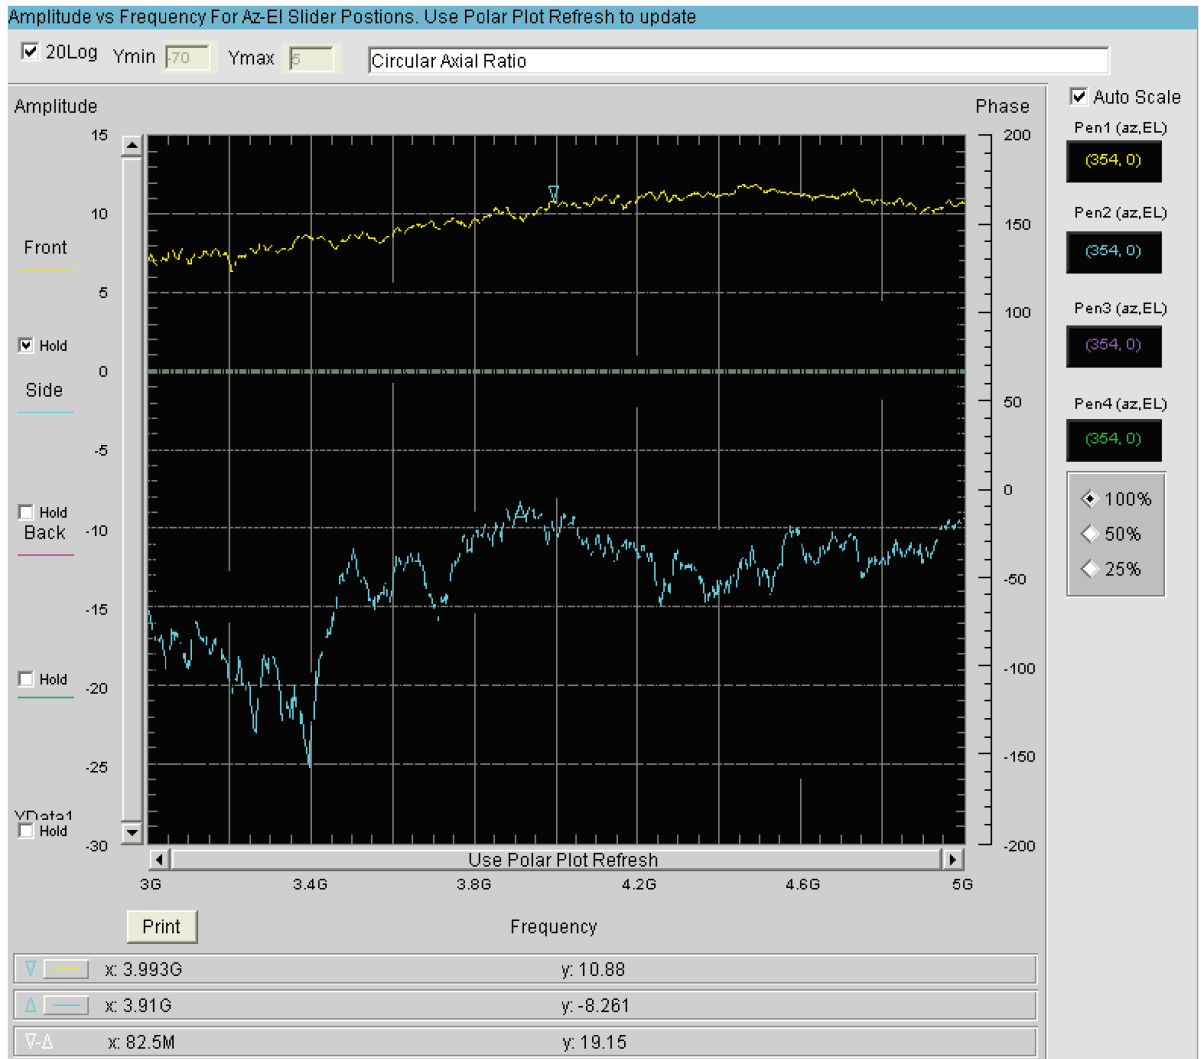 Amplitude vs Frequency For Az-El Slider Postions. Use Polar Plot Refresh to update
20Log Ymin -70 Ymax 5 Circular Axial Ratio
Amplitude
Phase
Auto Scale
Pen1 (az,EL)
(354, 0)
Pen2 (az,EL)
(354, 0)
Pen3 (az,EL)
(354, 0)
Pen4 (az,EL)
(354, 0)
100%
50%
25%
Front
Hold
Side
Hold
Back
Hold
YData1
Hold
15
10
5
0
-5
-10
-15
-20
-25
-30
200
150
100
50
0
-50
-100
-150
-200
Use Polar Plot Refresh
3G 3.4G 3.8G 4.2G 4.6G 5G
Print
Frequency
x: 3.993G y: 10.88
x: 3.91G y: -8.261
∇-Δ x: 82.5M y: 19.15